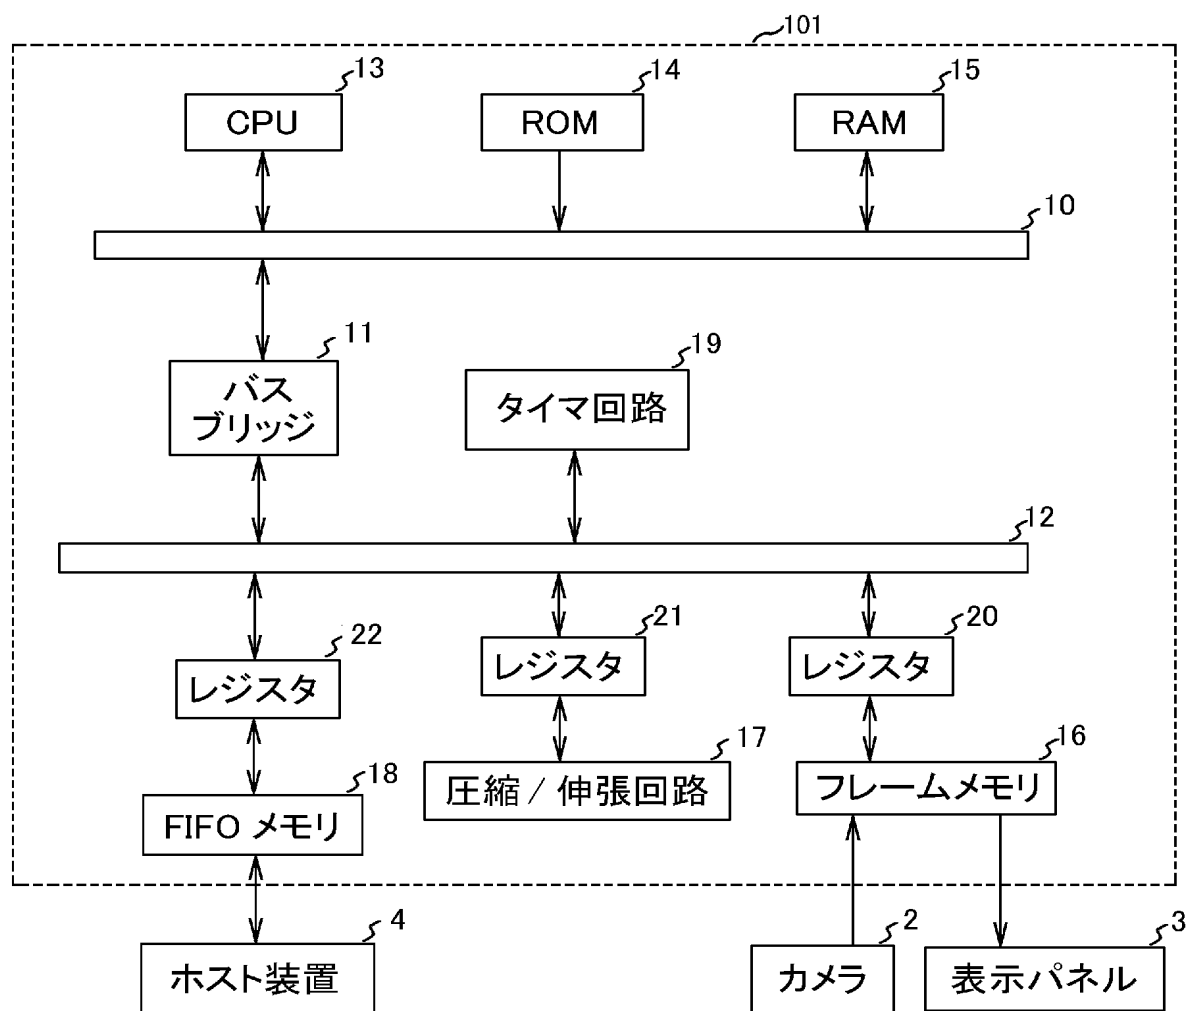 101
13
14
15
CPU
ROM
RAM
10
11
19
バス
ブリッジ
タイマ回路
12
22
21
20
レジスタ
レジスタ
レジスタ
18
17
16
FIFO メモリ
圧縮 / 伸張回路
フレームメモリ
4
2
3
ホスト装置
カメラ
表示パネル